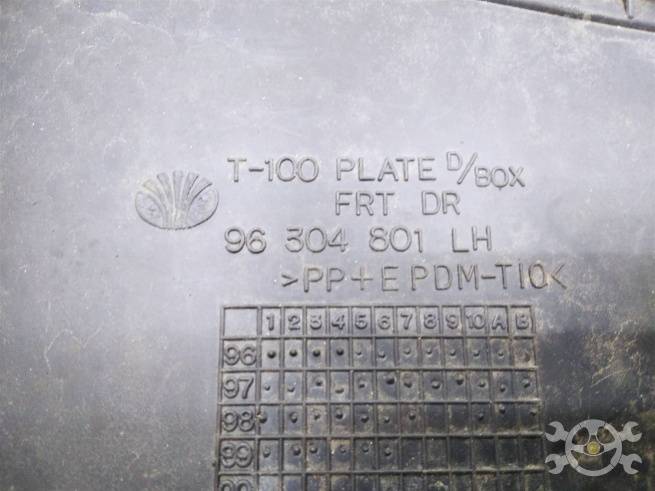 T-100 PLATE D/BOX
FRT DR
96 304 801 LH
>PP+EPDM-T10<
1 2 3 4 5 6 7 8 9 10 A B
96
97
98
99